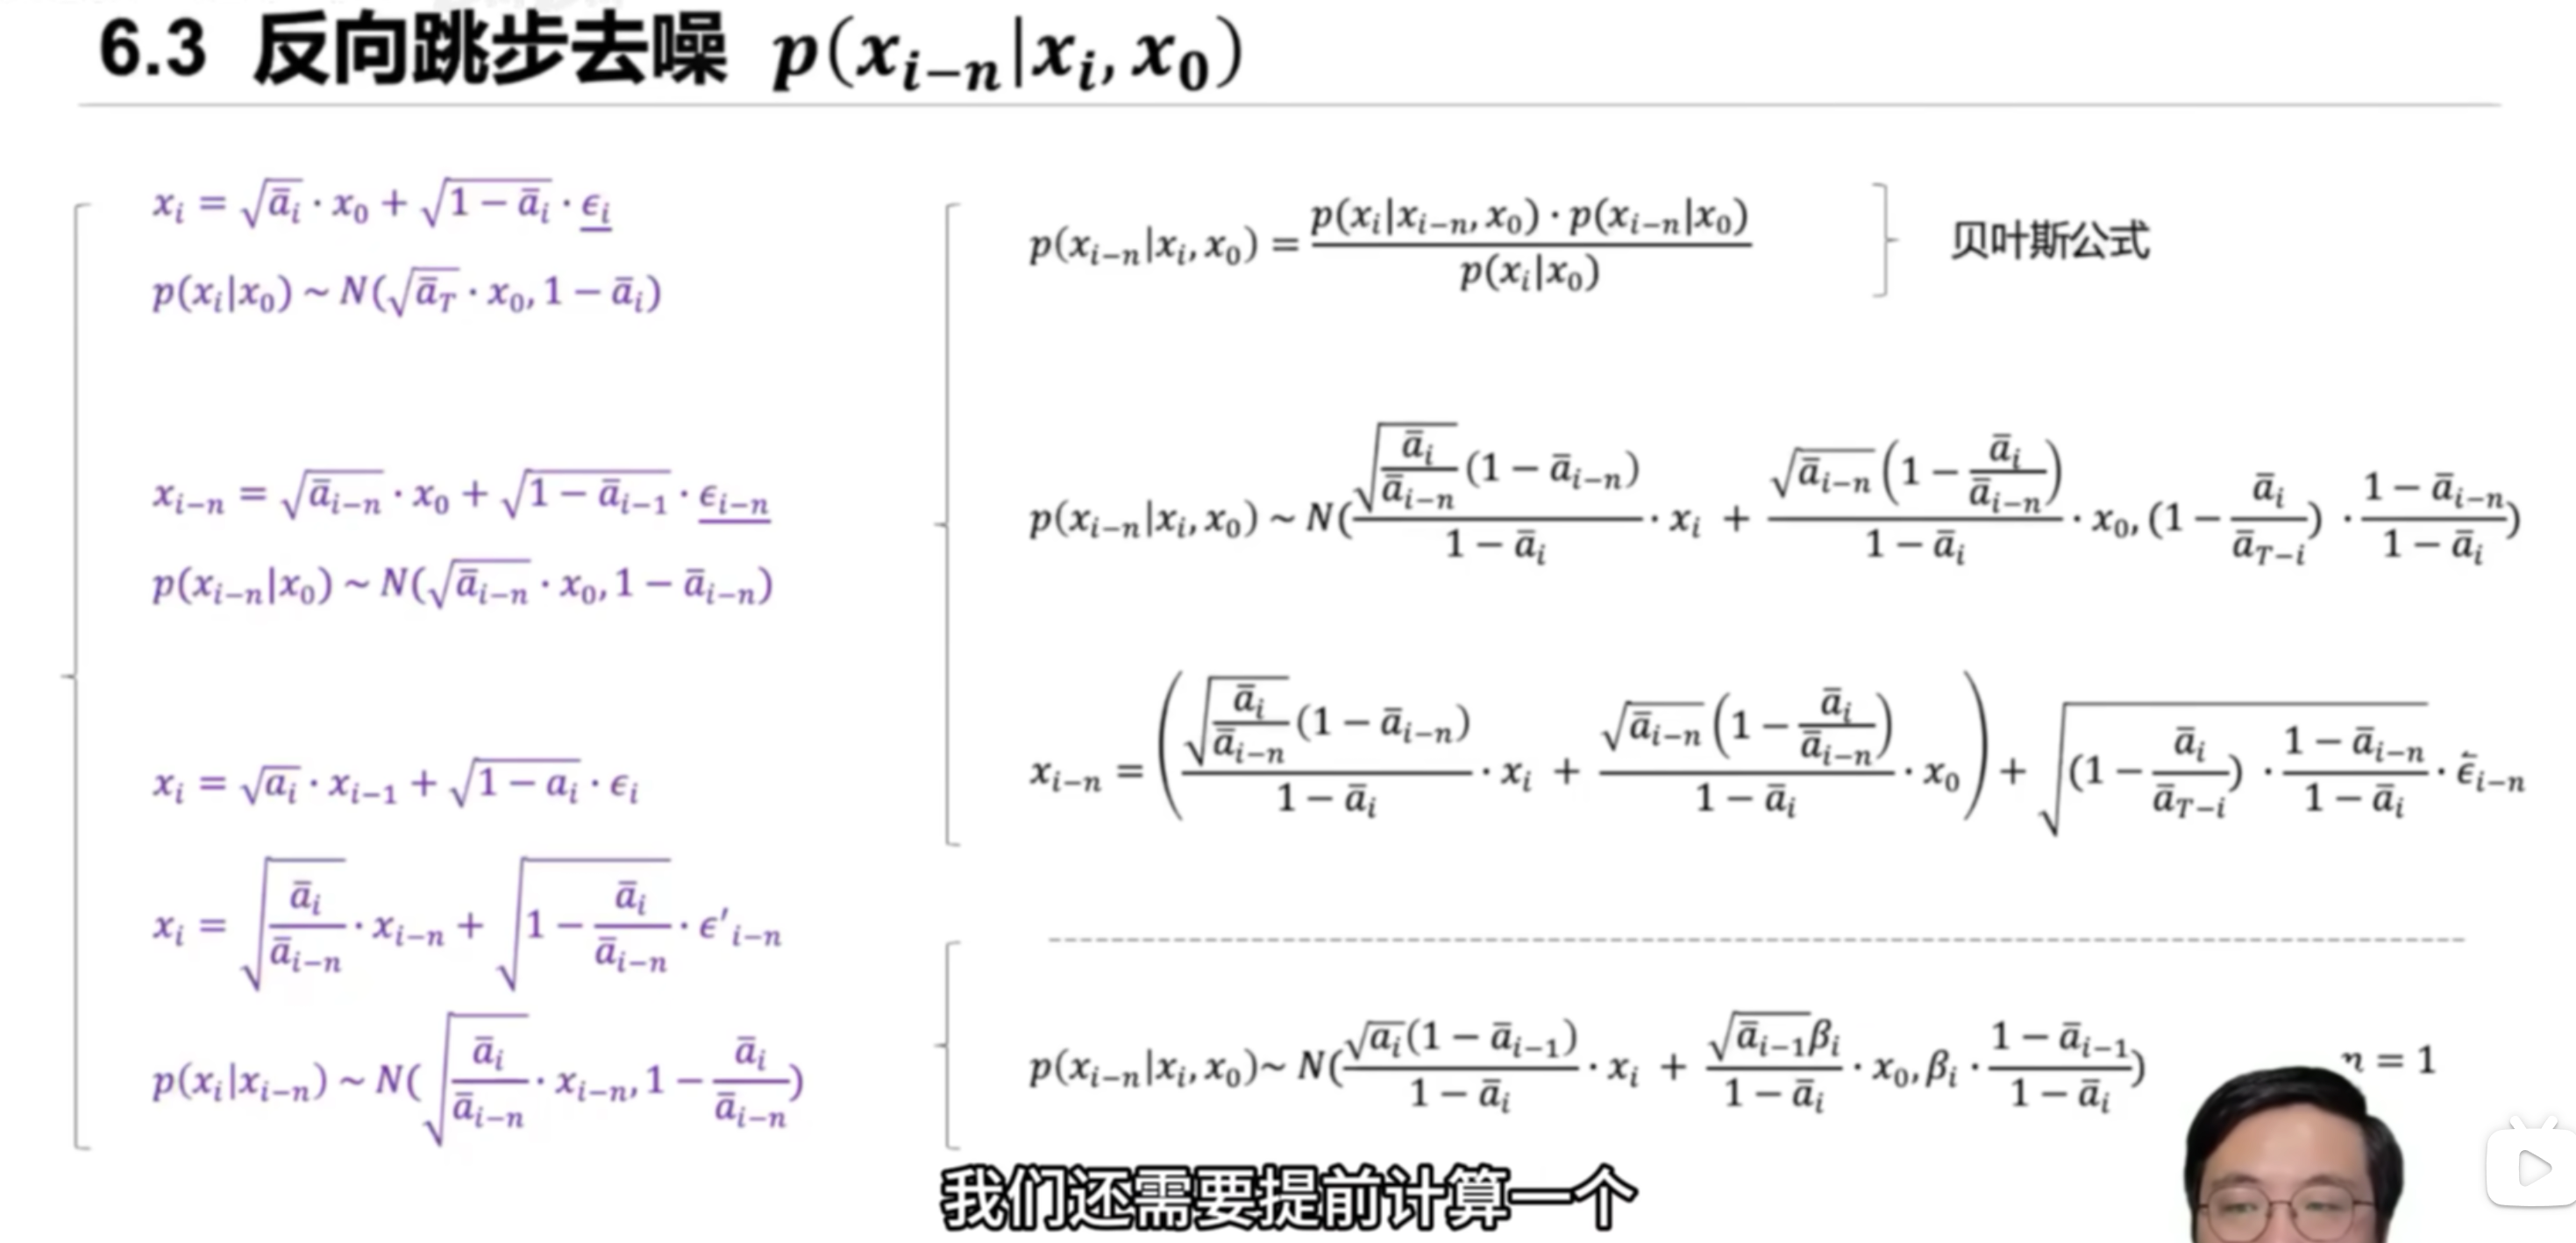 6.3 反向跳步去噪 $p(x_{i-n}|x_i, x_0)$
$x_i = \sqrt{\bar{a}_i} \cdot x_0 + \sqrt{1 - \bar{a}_i} \cdot \underline{\epsilon_i}$
$p(x_i|x_0) \sim N(\sqrt{\bar{a}_T} \cdot x_0, 1 - \bar{a}_i)$
$x_{i-n} = \sqrt{\bar{a}_{i-n}} \cdot x_0 + \sqrt{1 - \bar{a}_{i-1}} \cdot \underline{\epsilon_{i-n}}$
$p(x_{i-n}|x_0) \sim N(\sqrt{\bar{a}_{i-n}} \cdot x_0, 1 - \bar{a}_{i-n})$
$x_i = \sqrt{a_i} \cdot x_{i-1} + \sqrt{1 - a_i} \cdot \epsilon_i$
$x_i = \sqrt{\frac{\bar{a}_i}{\bar{a}_{i-n}}} \cdot x_{i-n} + \sqrt{1 - \frac{\bar{a}_i}{\bar{a}_{i-n}}} \cdot \epsilon'_{i-n}$
$p(x_i|x_{i-n}) \sim N(\sqrt{\frac{\bar{a}_i}{\bar{a}_{i-n}}} \cdot x_{i-n}, 1 - \frac{\bar{a}_i}{\bar{a}_{i-n}})$
$p(x_{i-n}|x_i, x_0) = \frac{p(x_i|x_{i-n}, x_0) \cdot p(x_{i-n}|x_0)}{p(x_i|x_0)}$ 贝叶斯公式
$p(x_{i-n}|x_i, x_0) \sim N(\frac{\sqrt{\frac{\bar{a}_i}{\bar{a}_{i-n}}}(1 - \bar{a}_{i-n})}{1 - \bar{a}_i} \cdot x_i + \frac{\sqrt{\bar{a}_{i-n}}\left(1 - \frac{\bar{a}_i}{\bar{a}_{i-n}}\right)}{1 - \bar{a}_i} \cdot x_0, (1 - \frac{\bar{a}_i}{\bar{a}_{T-i}}) \cdot \frac{1 - \bar{a}_{i-n}}{1 - \bar{a}_i})$
$x_{i-n} = \left(\frac{\sqrt{\frac{\bar{a}_i}{\bar{a}_{i-n}}}(1 - \bar{a}_{i-n})}{1 - \bar{a}_i} \cdot x_i + \frac{\sqrt{\bar{a}_{i-n}}\left(1 - \frac{\bar{a}_i}{\bar{a}_{i-n}}\right)}{1 - \bar{a}_i} \cdot x_0\right) + \sqrt{(1 - \frac{\bar{a}_i}{\bar{a}_{T-i}}) \cdot \frac{1 - \bar{a}_{i-n}}{1 - \bar{a}_i}} \cdot \overleftarrow{\epsilon}_{i-n}$
$p(x_{i-n}|x_i, x_0) \sim N(\frac{\sqrt{a_i}(1 - \bar{a}_{i-1})}{1 - \bar{a}_i} \cdot x_i + \frac{\sqrt{\bar{a}_{i-1}}\beta_i}{1 - \bar{a}_i} \cdot x_0, \beta_i \cdot \frac{1 - \bar{a}_{i-1}}{1 - \bar{a}_i})$ $n = 1$
我们还需要提前计算一个